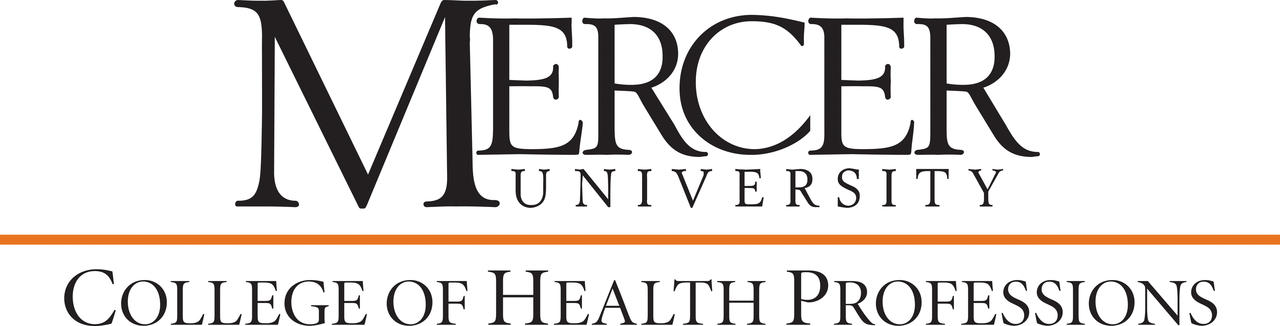 MERCER
UNIVERSITY
COLLEGE OF HEALTH PROFESSIONS